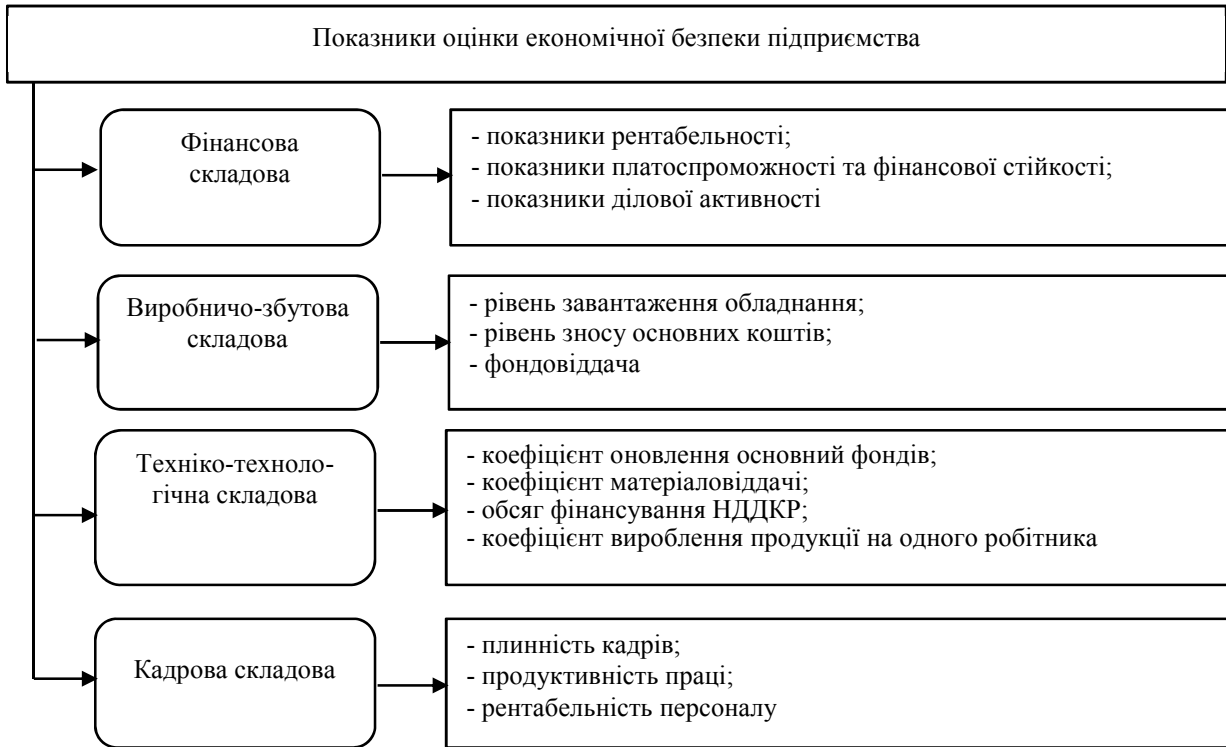 Показники оцінки економічної безпеки підприємства
Фінансова
складова
- показники рентабельності;
- показники платоспроможності та фінансової стійкості;
- показники ділової активності
Виробничо-збутова
складова
- рівень завантаження обладнання;
- рівень зносу основних коштів;
- фондовіддача
Техніко-техноло-
гічна складова
- коефіцієнт оновлення основний фондів;
- коефіцієнт матеріаловіддачі;
- обсяг фінансування НДДКР;
- коефіцієнт вироблення продукції на одного робітника
Кадрова складова
- плинність кадрів;
- продуктивність праці;
- рентабельність персоналу